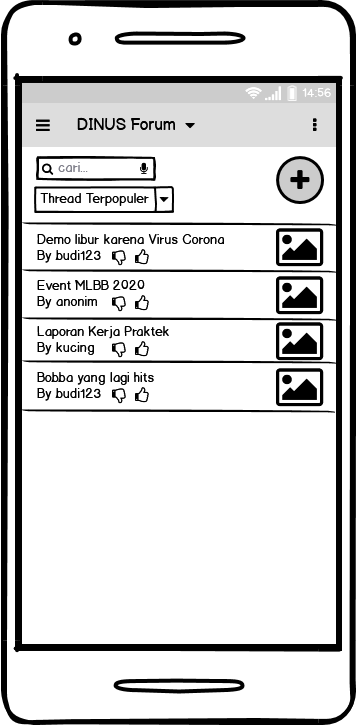 14:56
DINUS Forum
cari...
Thread Terpopuler
Demo libur karena Virus Corona
By budi123
Event MLBB 2020
By anonim
Laporan Kerja Praktek
By kucing
Bobba yang lagi hits
By budi123